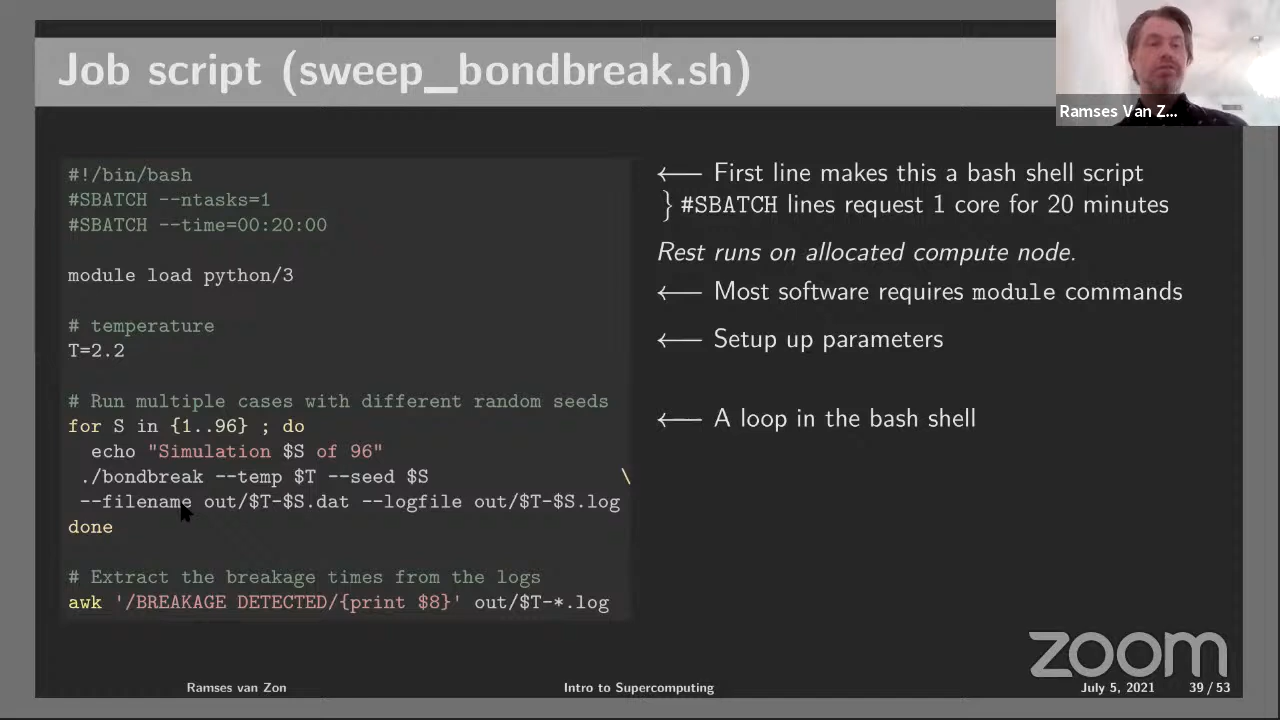 Job script (sweep_bondbreak.sh)
Ramses Van Z...
#!/bin/bash
#SBATCH --ntasks=1
#SBATCH --time=00:20:00
module load python/3
# temperature
T=2.2
# Run multiple cases with different random seeds
for S in {1..96} ; do
echo "Simulation $S of 96"
./bondbreak --temp $T --seed $S \
--filename out/$T-$S.dat --logfile out/$T-$S.log
done
# Extract the breakage times from the logs
awk '/BREAKAGE DETECTED/{print $8}' out/$T-*.log
⟵ First line makes this a bash shell script
} #SBATCH lines request 1 core for 20 minutes
Rest runs on allocated compute node.
⟵ Most software requires module commands
⟵ Setup up parameters
⟵ A loop in the bash shell
zoom
Ramses van Zon
Intro to Supercomputing
July 5, 2021
39 / 53